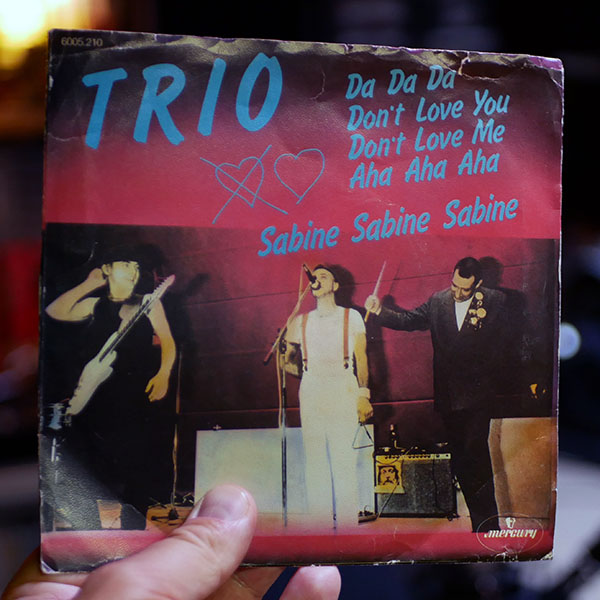 6005.210
TRIO
Da Da Da
Don't Love You
Don't Love Me
Aha Aha Aha
Sabine Sabine Sabine
mercury